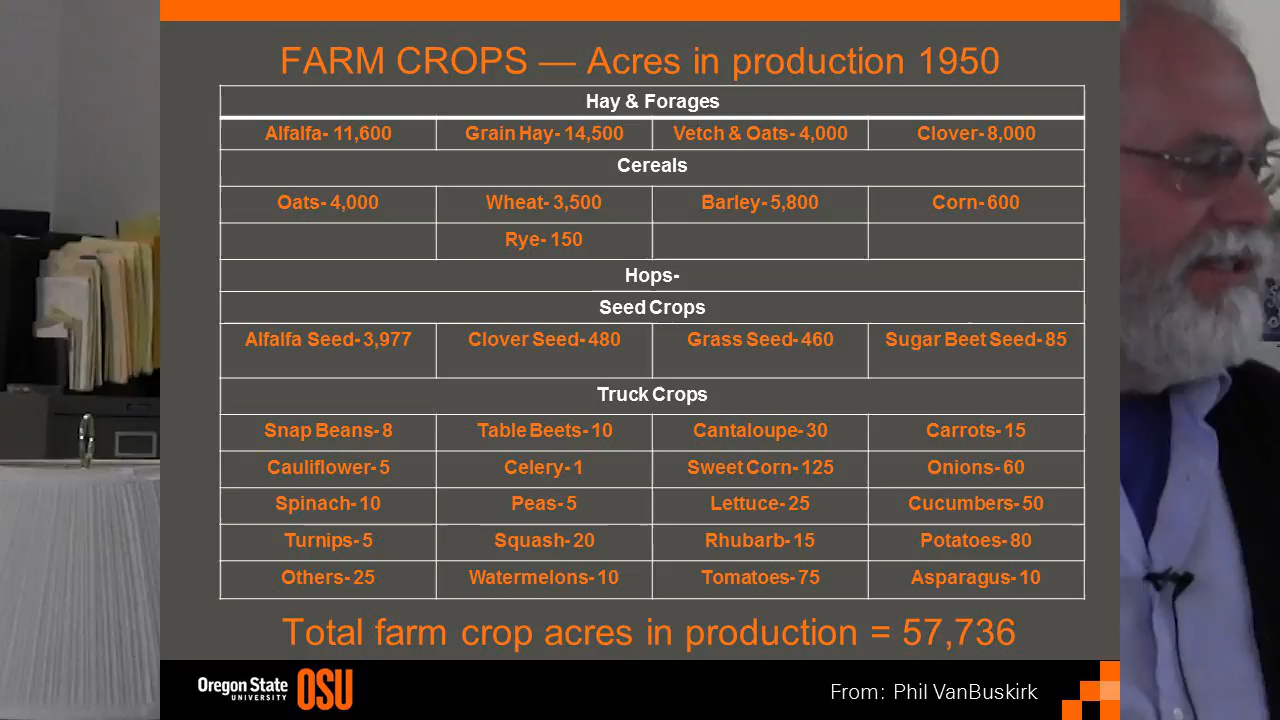 FARM CROPS — Acres in production 1950
Hay & Forages
Alfalfa- 11,600 Grain Hay- 14,500 Vetch & Oats- 4,000 Clover- 8,000
Cereals
Oats- 4,000 Wheat- 3,500 Barley- 5,800 Corn- 600
Rye- 150
Hops-
Seed Crops
Alfalfa Seed- 3,977 Clover Seed- 480 Grass Seed- 460 Sugar Beet Seed- 85
Truck Crops
Snap Beans- 8 Table Beets- 10 Cantaloupe- 30 Carrots- 15
Cauliflower- 5 Celery- 1 Sweet Corn- 125 Onions- 60
Spinach- 10 Peas- 5 Lettuce- 25 Cucumbers- 50
Turnips- 5 Squash- 20 Rhubarb- 15 Potatoes- 80
Others- 25 Watermelons- 10 Tomatoes- 75 Asparagus- 10
Total farm crop acres in production = 57,736
Oregon State
UNIVERSITY
OSU
From: Phil VanBuskirk